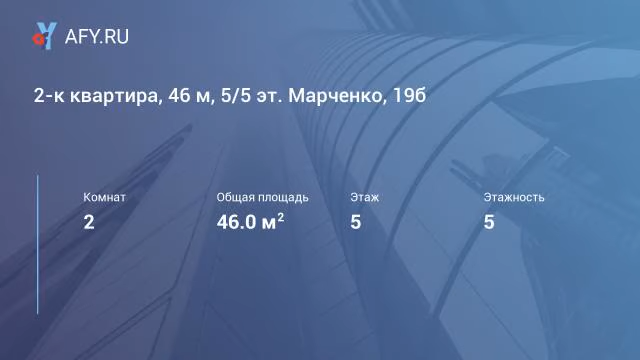 AFY.RU
2-к квартира, 46 м, 5/5 эт. Марченко, 19б
Комнат
2
Общая площадь
46.0 м²
Этаж
5
Этажность
5